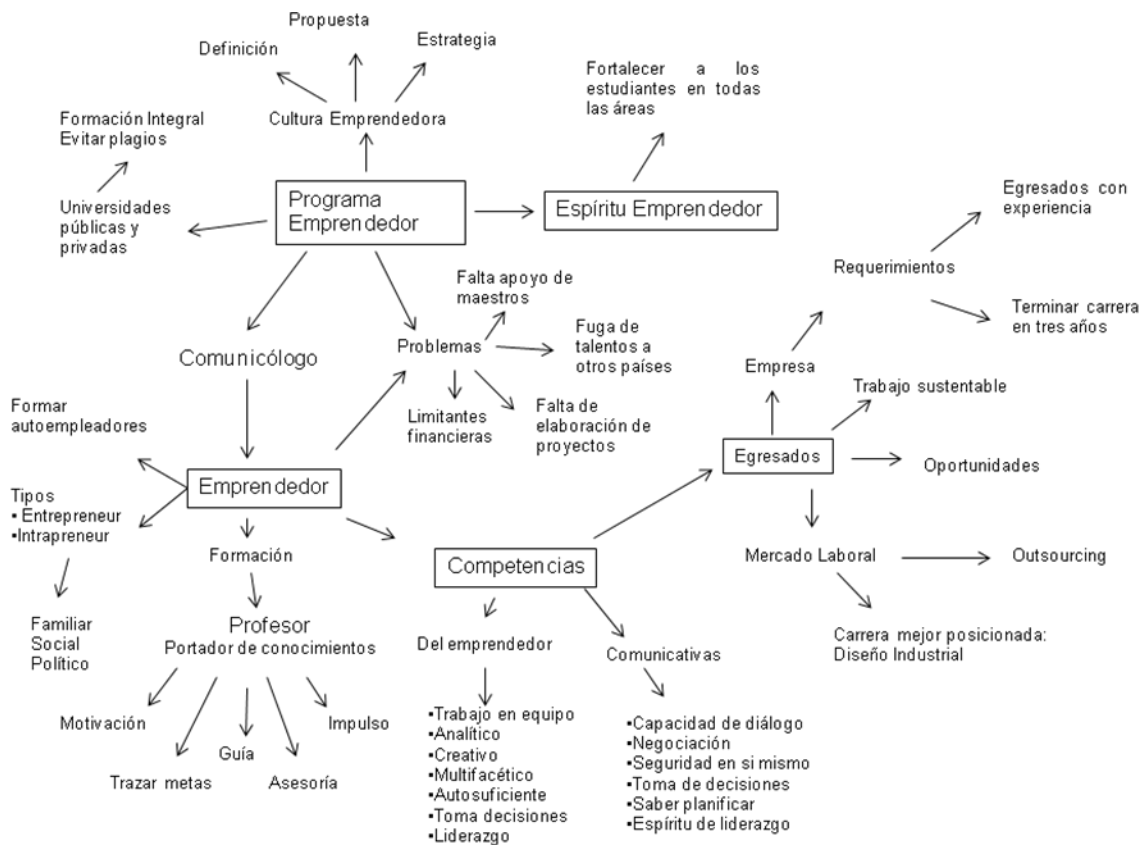 Propuesta
Definición
Estrategia
Cultura Emprendedora
Fortalecer a los
estudiantes en todas
las áreas
Formación Integral
Evitar plagios
Universidades
públicas y
privadas
Programa
Emprendedor
Espíritu Emprendedor
Egresados con
experiencia
Requerimientos
Terminar carrera
en tres años
Falta apoyo de
maestros
Problemas
Fuga de
talentos a
otros países
Limitantes
financieras
Falta de
elaboración de
proyectos
Comunicólogo
Empresa
Trabajo sustentable
Egresados
Oportunidades
Mercado Laboral
Outsourcing
Carrera mejor posicionada:
Diseño Industrial
Formar
autoempleadores
Emprendedor
Tipos
▪ Entrepreneur
▪Intrapreneur
Familiar
Social
Político
Formación
Profesor
Portador de conocimientos
Motivación
Trazar metas
Guía
Asesoría
Impulso
Competencias
Del emprendedor
▪Trabajo en equipo
▪Analítico
▪Creativo
▪Multifacético
▪Autosuficiente
▪Toma decisiones
▪Liderazgo
Comunicativas
▪Capacidad de diálogo
▪Negociación
▪Seguridad en si mismo
▪Toma de decisiones
▪Saber planificar
▪Espíritu de liderazgo